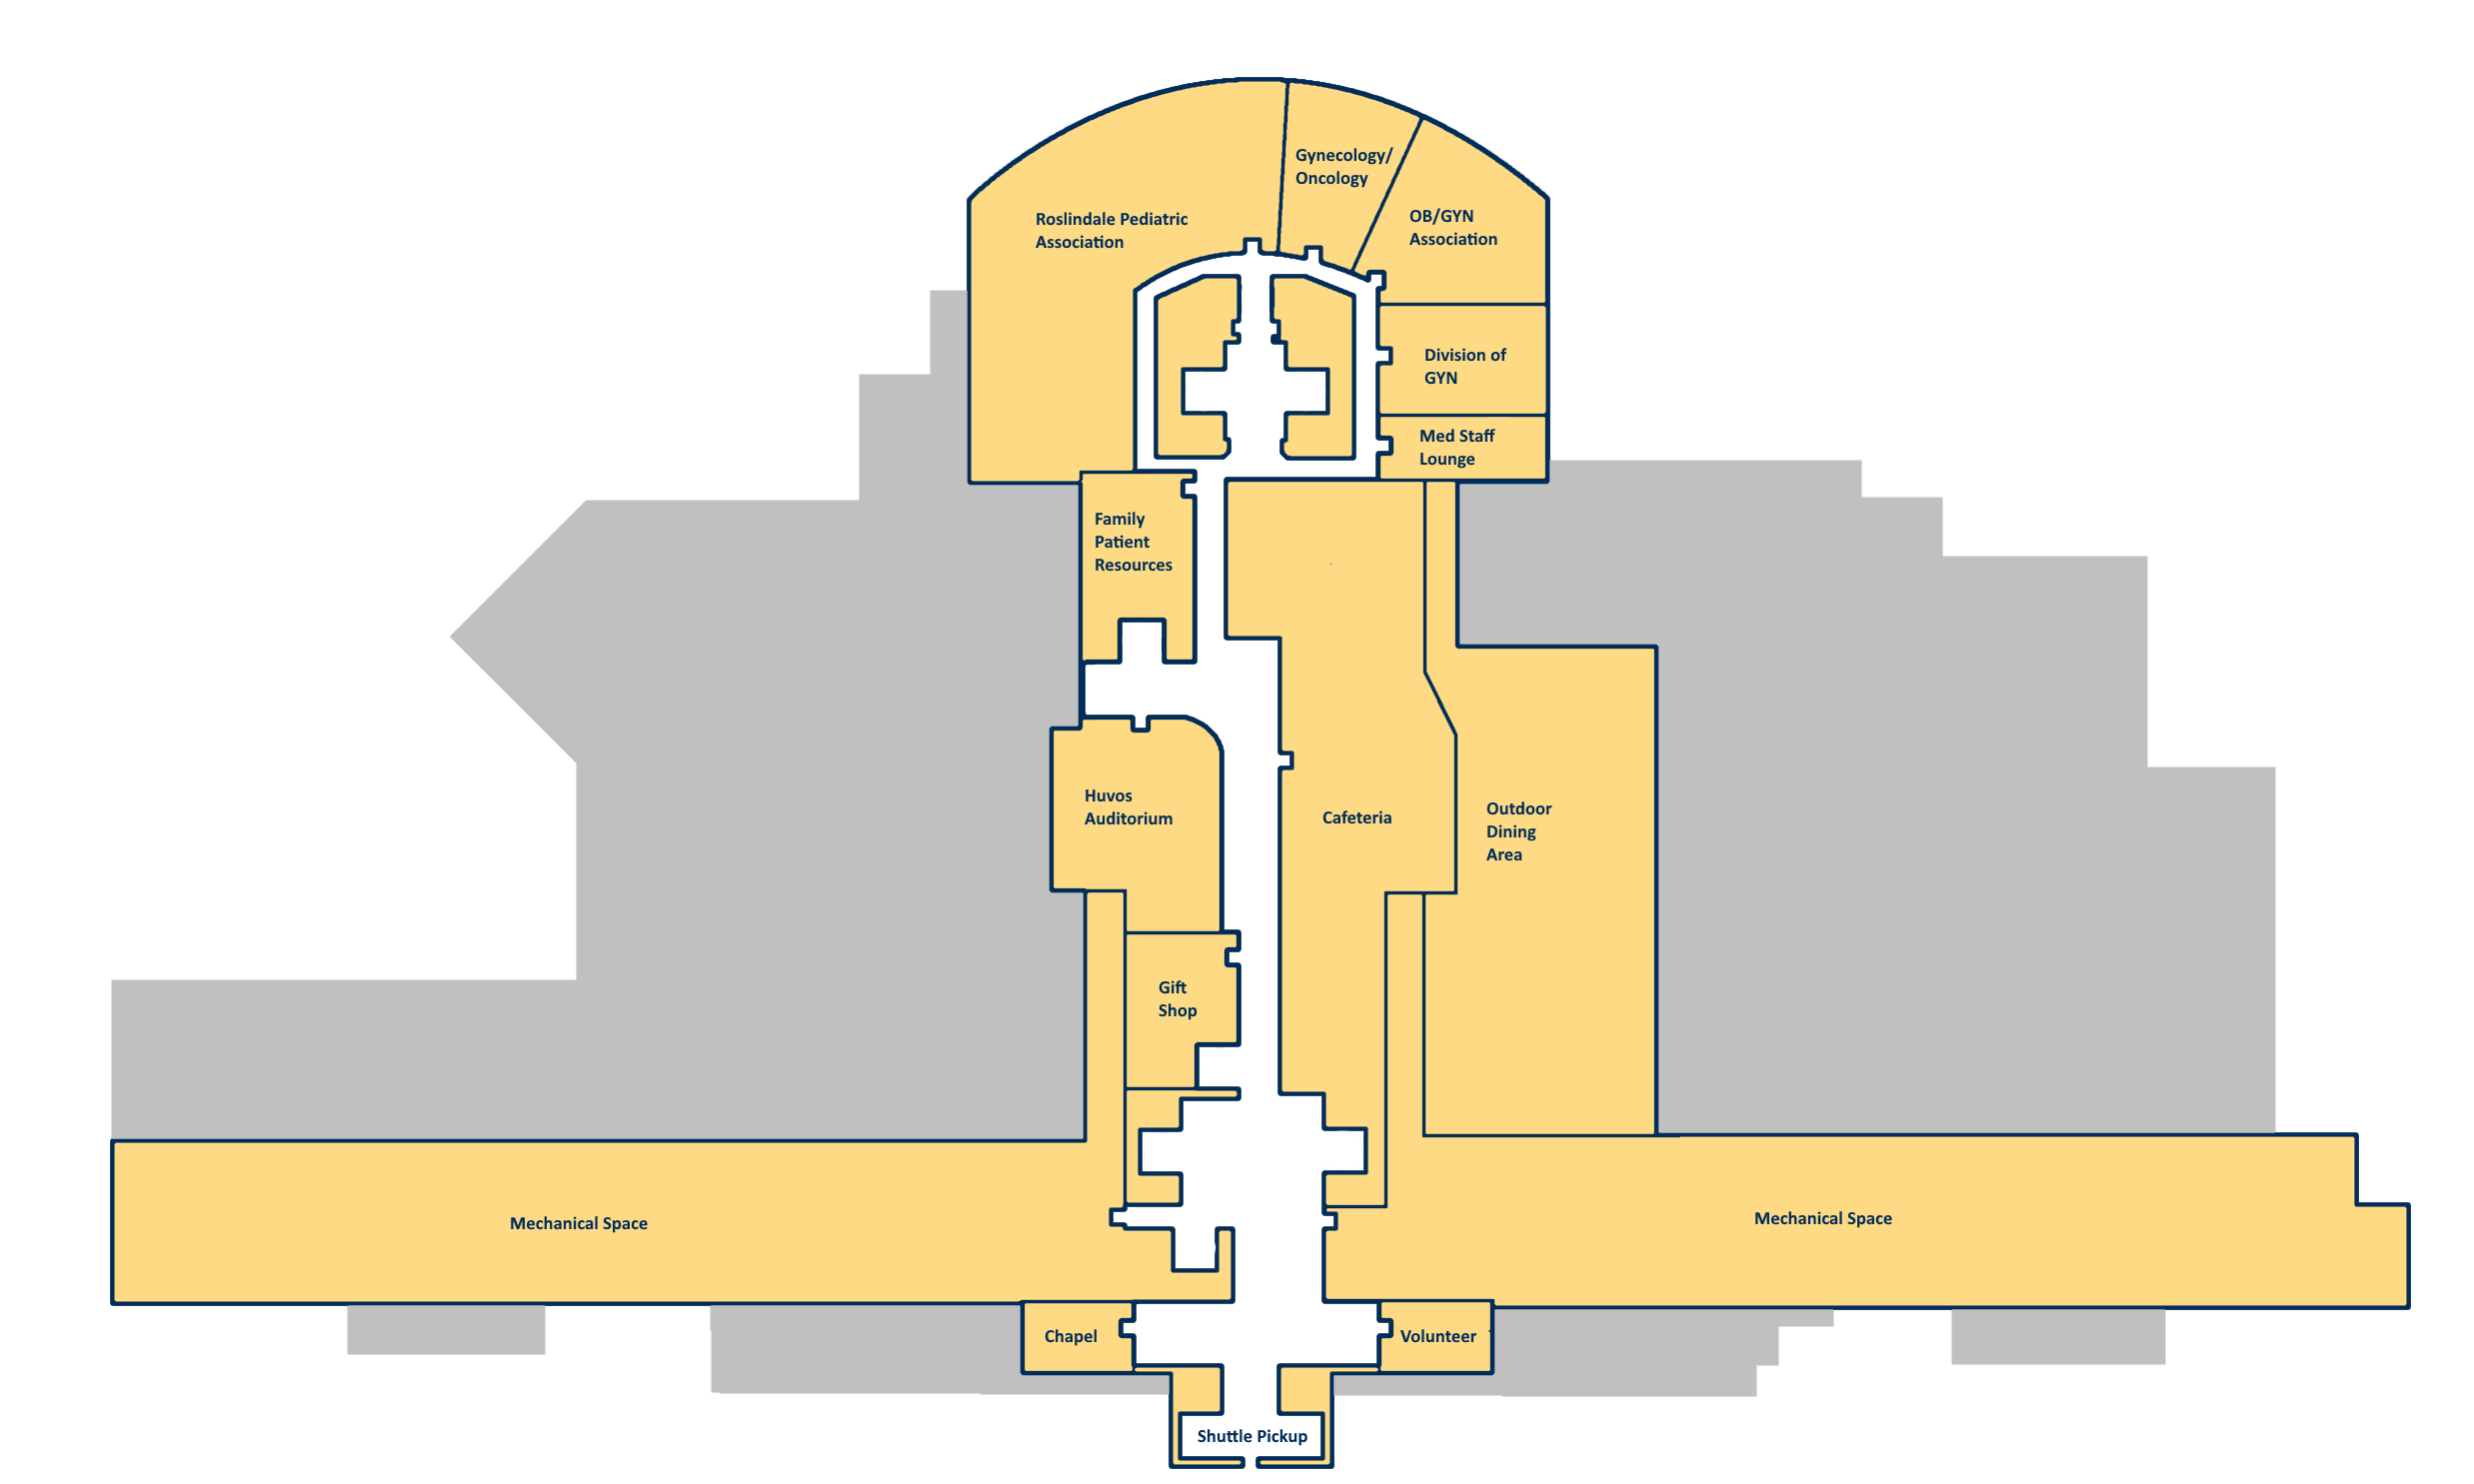 Gynecology/
Oncology
Roslindale Pediatric
Association
OB/GYN
Association
Division of
GYN
Med Staff
Lounge
Family
Patient
Resources
Huvos
Auditorium
Cafeteria
Outdoor
Dining
Area
Gift
Shop
Mechanical Space
Mechanical Space
Chapel
Volunteer
Shuttle Pickup